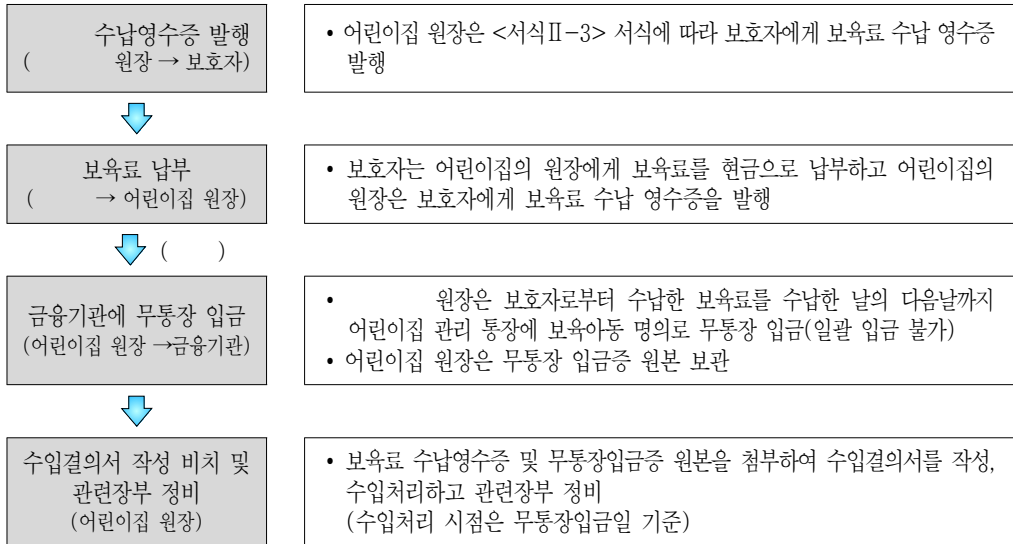 수납영수증 발행
( 원장 → 보호자)
• 어린이집 원장은 <서식Ⅱ-3> 서식에 따라 보호자에게 보육료 수납 영수증
발행
보육료 납부
( → 어린이집 원장)
• 보호자는 어린이집의 원장에게 보육료를 현금으로 납부하고 어린이집의
원장은 보호자에게 보육료 수납 영수증을 발행
( )
금융기관에 무통장 입금
(어린이집 원장 →금융기관)
• 원장은 보호자로부터 수납한 보육료를 수납한 날의 다음날까지
어린이집 관리 통장에 보육아동 명의로 무통장 입금(일괄 입금 불가)
• 어린이집 원장은 무통장 입금증 원본 보관
수입결의서 작성 비치 및
관련장부 정비
(어린이집 원장)
• 보육료 수납영수증 및 무통장입금증 원본을 첨부하여 수입결의서를 작성,
수입처리하고 관련장부 정비
(수입처리 시점은 무통장입금일 기준)